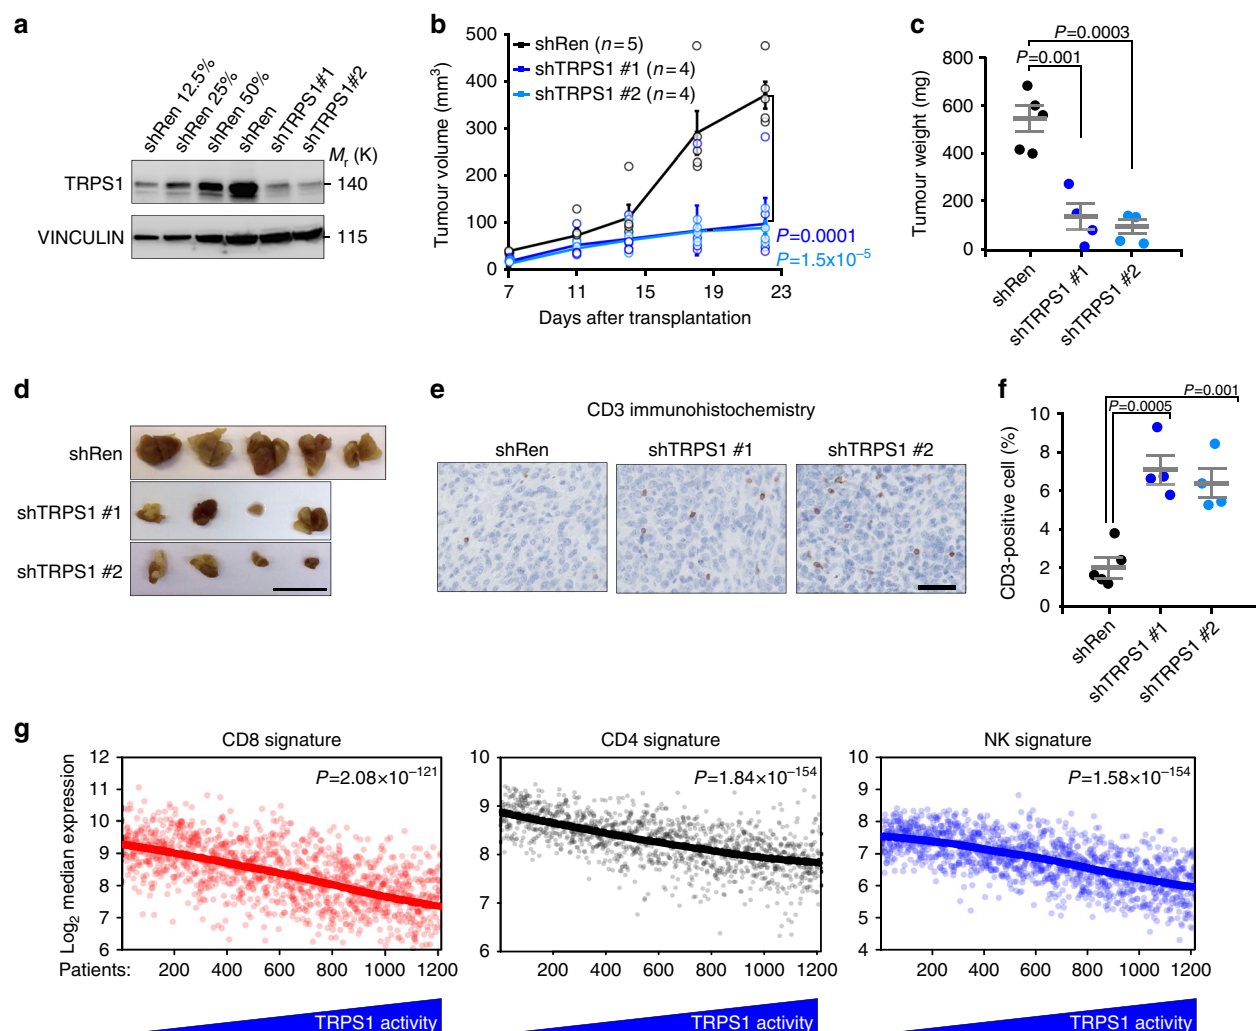 a
shRen 12.5%
shRen 25%
shRen 50%
shRen
shTRPS1#1
shTRPS1#2
Mr (K)
TRPS1
140
VINCULIN
115
b
Tumour volume (mm³)
500
400
300
200
100
0
shRen (n=5)
shTRPS1 #1 (n=4)
shTRPS1 #2 (n=4)
P=0.0001
P=1.5x10⁻⁵
7 11 15 19 23
Days after transplantation
c
Tumour weight (mg)
800
600
400
200
0
P=0.0003
P=0.001
shRen
shTRPS1 #1
shTRPS1 #2
d
shRen
shTRPS1 #1
shTRPS1 #2
e
CD3 immunohistochemistry
shRen shTRPS1 #1 shTRPS1 #2
f
CD3-positive cell (%)
10
8
6
4
2
0
P=0.001
P=0.0005
shRen
shTRPS1 #1
shTRPS1 #2
g
Log₂ median expression
CD8 signature
P=2.08×10⁻¹²¹
12
11
10
9
8
7
6
Patients: 200 400 600 800 1000 1200
TRPS1 activity
CD4 signature
P=1.84×10⁻¹⁵⁴
10
9
8
7
6
200 400 600 800 1000 1200
TRPS1 activity
NK signature
P=1.58×10⁻¹⁵⁴
10
9
8
7
6
5
4
200 400 600 800 1000 1200
TRPS1 activity